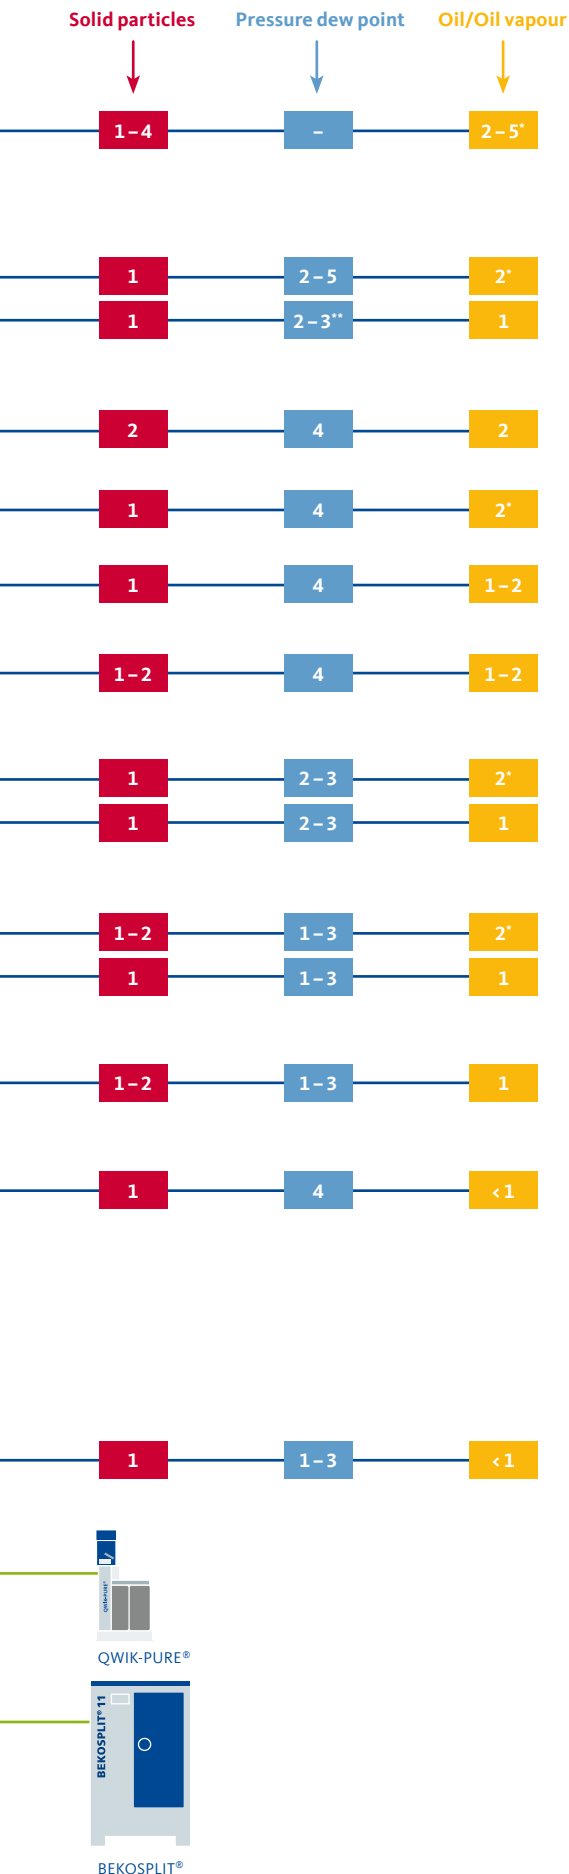 Solid particles Pressure dew point Oil/Oil vapour
1 – 4 – 2 – 5*
1 2 – 5 2*
1 2 – 3** 1
2 4 2
1 4 2*
1 4 1 – 2
1 – 2 4 1 – 2
1 2 – 3 2*
1 2 – 3 1
1 – 2 1 – 3 2*
1 1 – 3 1
1 – 2 1 – 3 1
1 4 < 1
1 1 – 3 < 1
QWIK-PURE®
QWIK-PURE®
BEKOSPLIT® 11
BEKOSPLIT®